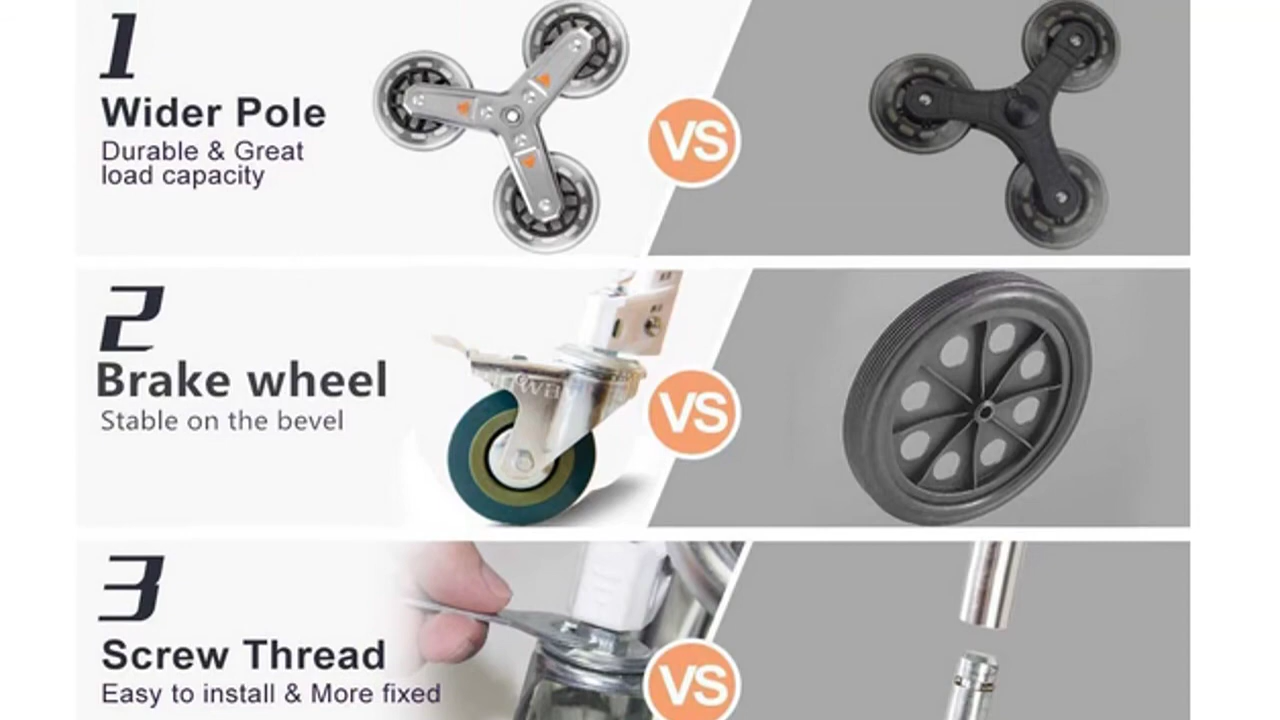 1
Wider Pole
Durable & Great
load capacity
VS
2
Brake wheel
Stable on the bevel
VS
3
Screw Thread
Easy to install & More fixed
VS